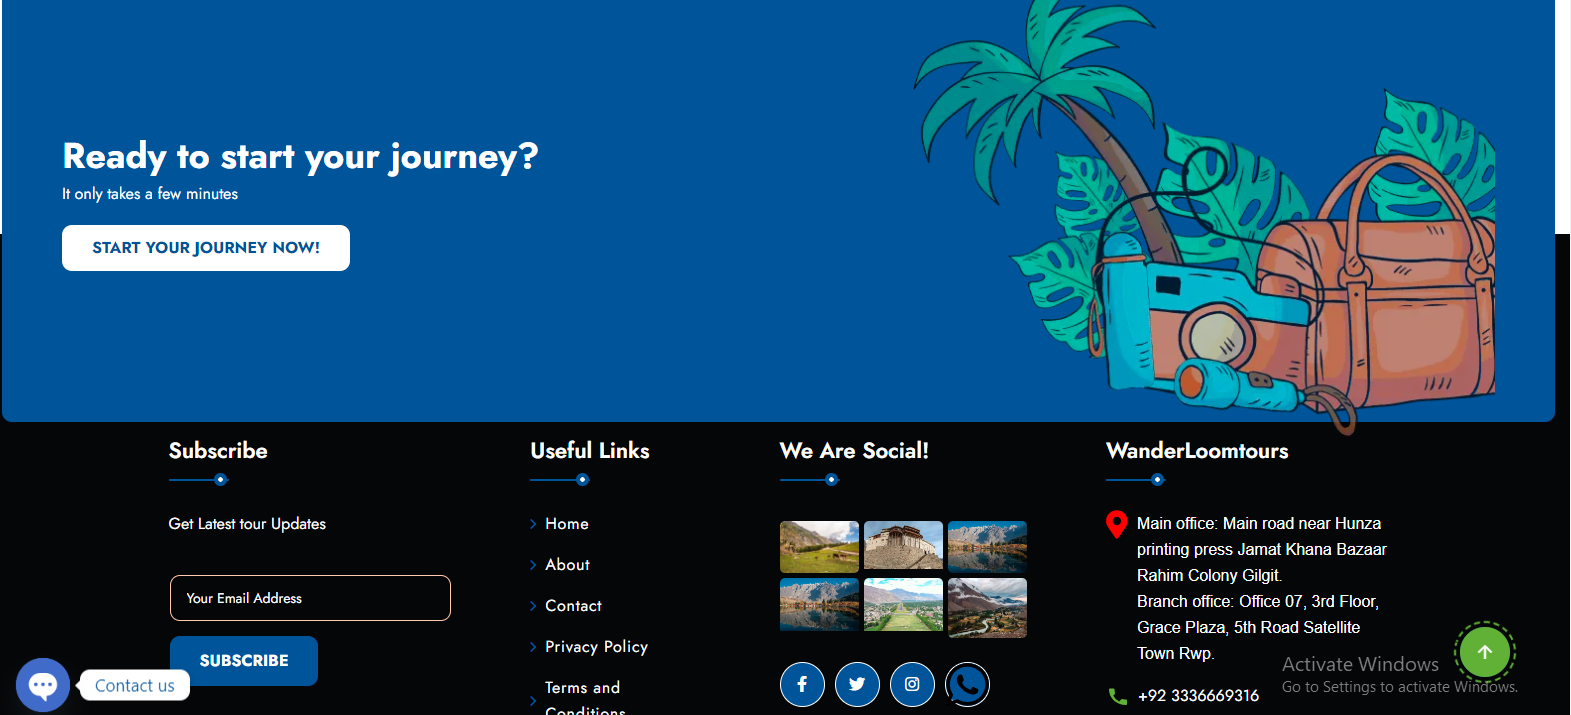 Ready to start your journey?
It only takes a few minutes
START YOUR JOURNEY NOW!
Subscribe
Get Latest tour Updates
Your Email Address
SUBSCRIBE
Contact us
Useful Links
Home
About
Contact
Privacy Policy
Terms and
Conditions
We Are Social!
WanderLoomtours
Main office: Main road near Hunza
printing press Jamat Khana Bazaar
Rahim Colony Gilgit.
Branch office: Office 07, 3rd Floor,
Grace Plaza, 5th Road Satellite
Town Rwp.
+92 3336669316
Activate Windows
Go to Settings to activate Windows.